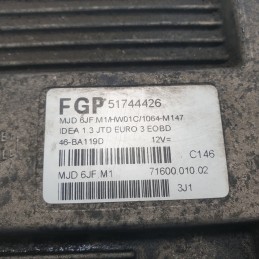 FGP 51744426
MJD 6JF.M1/HW01C/1064-M147
IDEA 1.3 JTD EURO 3 EOBD
46-BA119D 12V=
C146
MJD 6JF.M1 71600.010.02
3J1